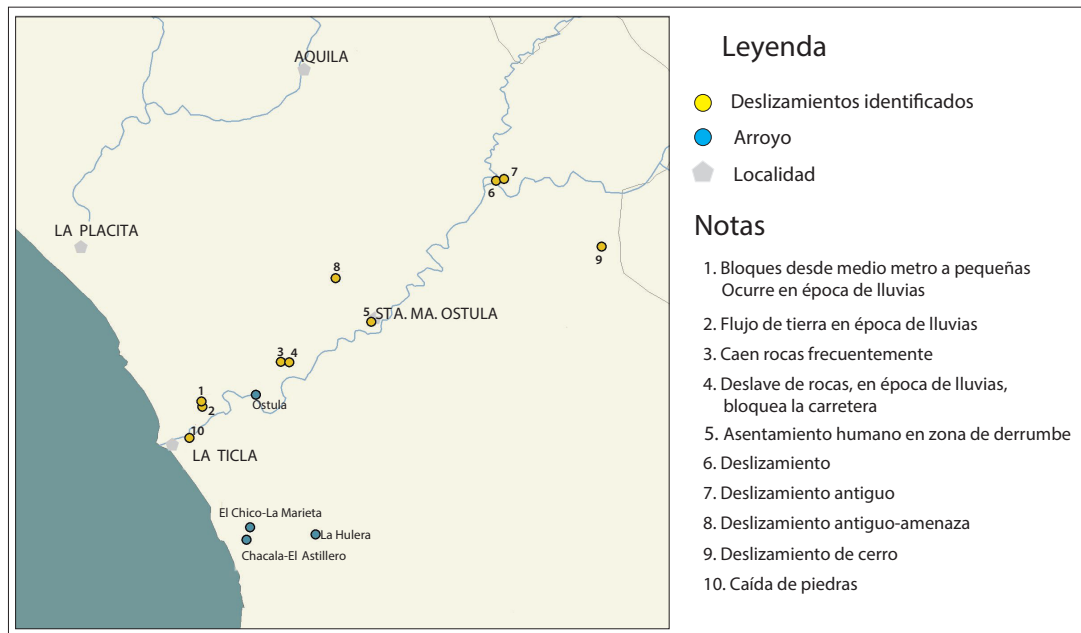 AQUILA
LA PLACITA
7
6
9
8
5
STA. MA. OSTULA
3
4
1
2
Ostula
10
LA TICLA
El Chico-La Marieta
La Hulera
Chacala-El Astillero
Leyenda
Deslizamientos identificados
Arroyo
Localidad
Notas
1. Bloques desde medio metro a pequeñas
Ocurre en época de lluvias
2. Flujo de tierra en época de lluvias
3. Caen rocas frecuentemente
4. Deslave de rocas, en época de lluvias,
bloquea la carretera
5. Asentamiento humano en zona de derrumbe
6. Deslizamiento
7. Deslizamiento antiguo
8. Deslizamiento antiguo-amenaza
9. Deslizamiento de cerro
10. Caída de piedras